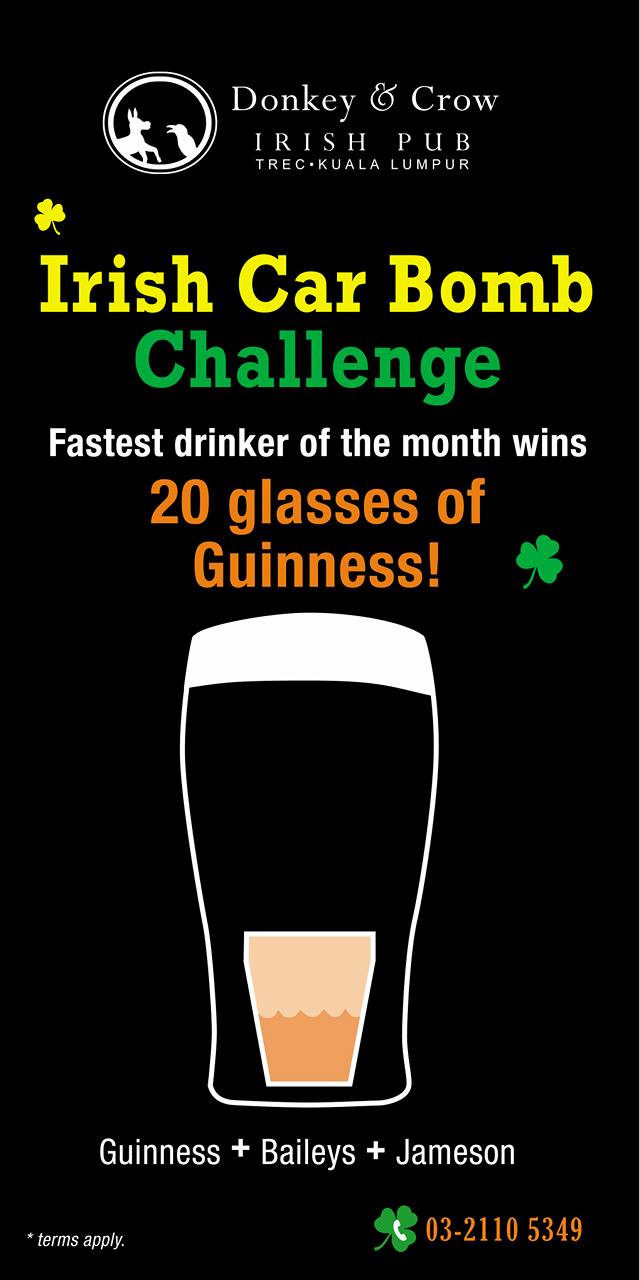 Donkey & Crow
IRISH PUB
TREC•KUALA LUMPUR
Irish Car Bomb
Challenge
Fastest drinker of the month wins
20 glasses of
Guinness!
Guinness + Baileys + Jameson
* terms apply.
03-2110 5349